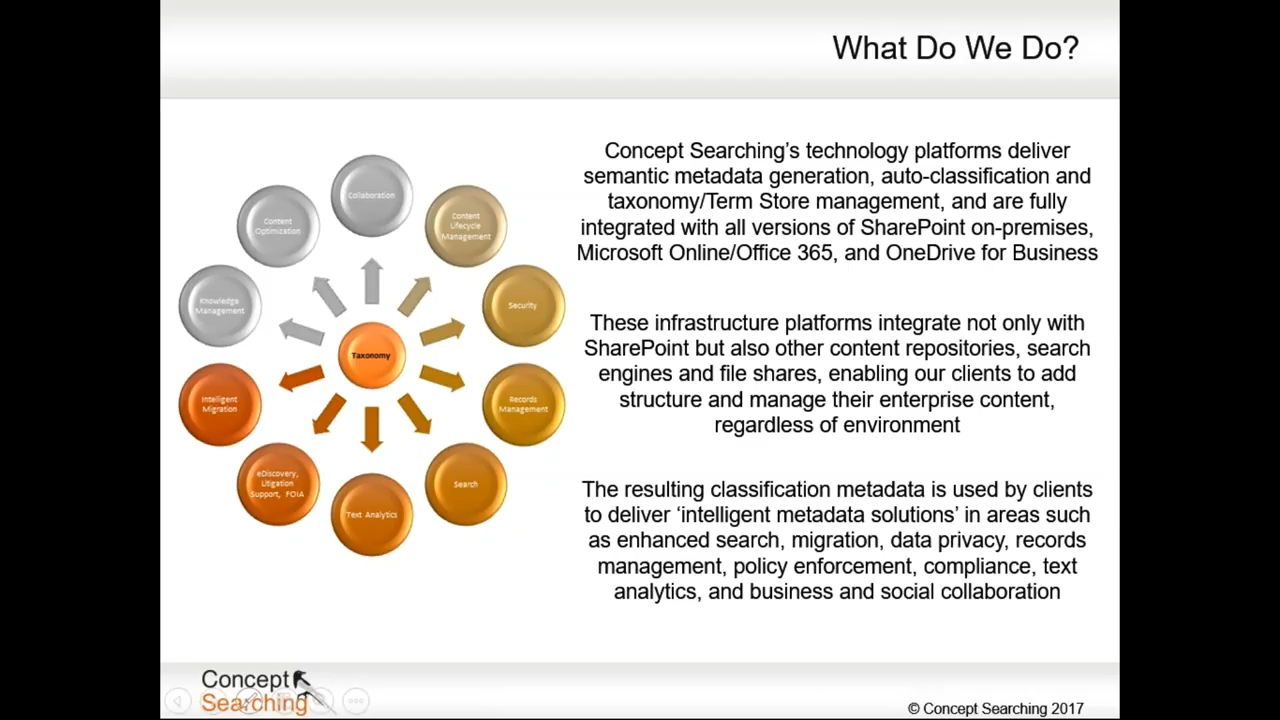 What Do We Do?
Concept Searching’s technology platforms deliver
semantic metadata generation, auto-classification and
taxonomy/Term Store management, and are fully
integrated with all versions of SharePoint on-premises,
Microsoft Online/Office 365, and OneDrive for Business
These infrastructure platforms integrate not only with
SharePoint but also other content repositories, search
engines and file shares, enabling our clients to add
structure and manage their enterprise content,
regardless of environment
The resulting classification metadata is used by clients
to deliver ‘intelligent metadata solutions’ in areas such
as enhanced search, migration, data privacy, records
management, policy enforcement, compliance, text
analytics, and business and social collaboration
Collaboration
Content
Lifecycle
Management
Security
Records
Management
Search
Text Analytics
eDiscovery,
Litigation
Support, FOIA
Intelligent
Migration
Knowledge
Management
Content
Optimization
Taxonomy
Concept
Searching
© Concept Searching 2017